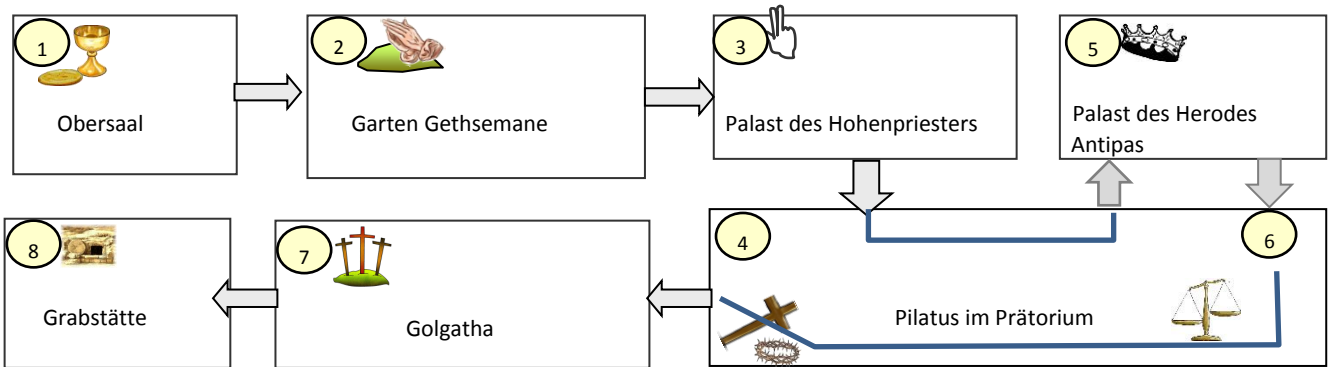 1
Obersaal
2
Garten Gethsemane
3
Palast des Hohenpriesters
5
Palast des Herodes
Antipas
4
6
Pilatus im Prätorium
7
Golgatha
8
Grabstätte